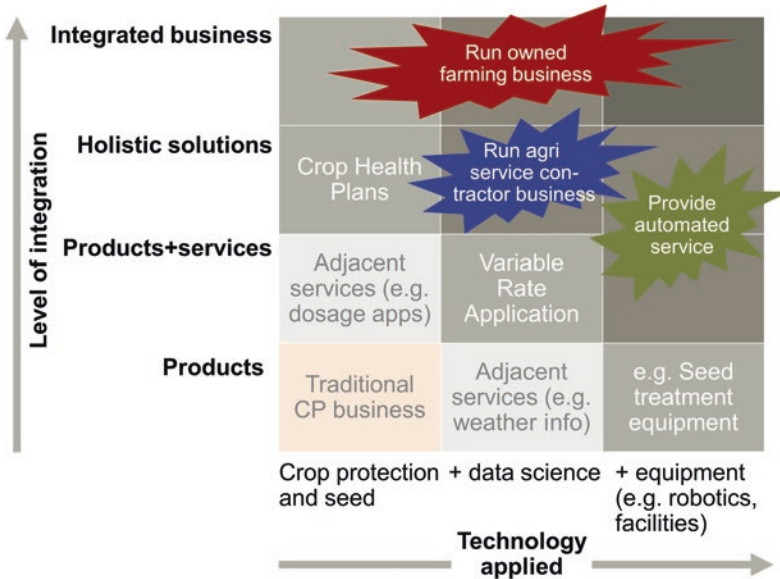 Integrated business
Run owned
farming business
Holistic solutions
Crop Health
Plans
Run agri
service con-
tractor business
Provide
automated
service
Products+services
Adjacent
services (e.g.
dosage apps)
Variable
Rate
Application
Products
Traditional
CP business
Adjacent
services (e.g.
weather info)
e.g. Seed
treatment
equipment
Level of integration
Crop protection
and seed
+ data science
+ equipment
(e.g. robotics,
facilities)
Technology
applied